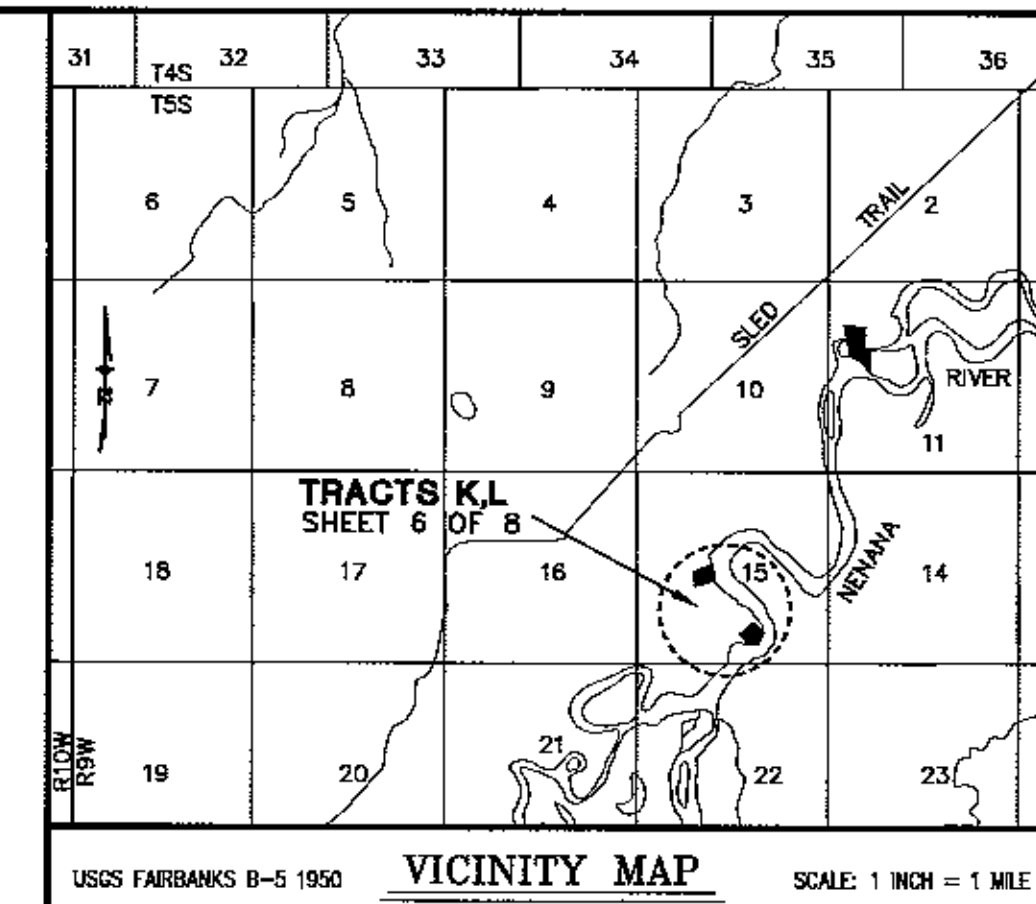 31 32 33 34 35 36
T4S
T5S
6 5 4 3 2
TRAIL
SLED
7 8 9 10 11
RIVER
TRACTS K,L
SHEET 6 OF 8
18 17 16 15 14
NENANA
R10W
R9W
19 20 21 22 23
USGS FAIRBANKS B-5 1950
VICINITY MAP
SCALE: 1 INCH = 1 MILE